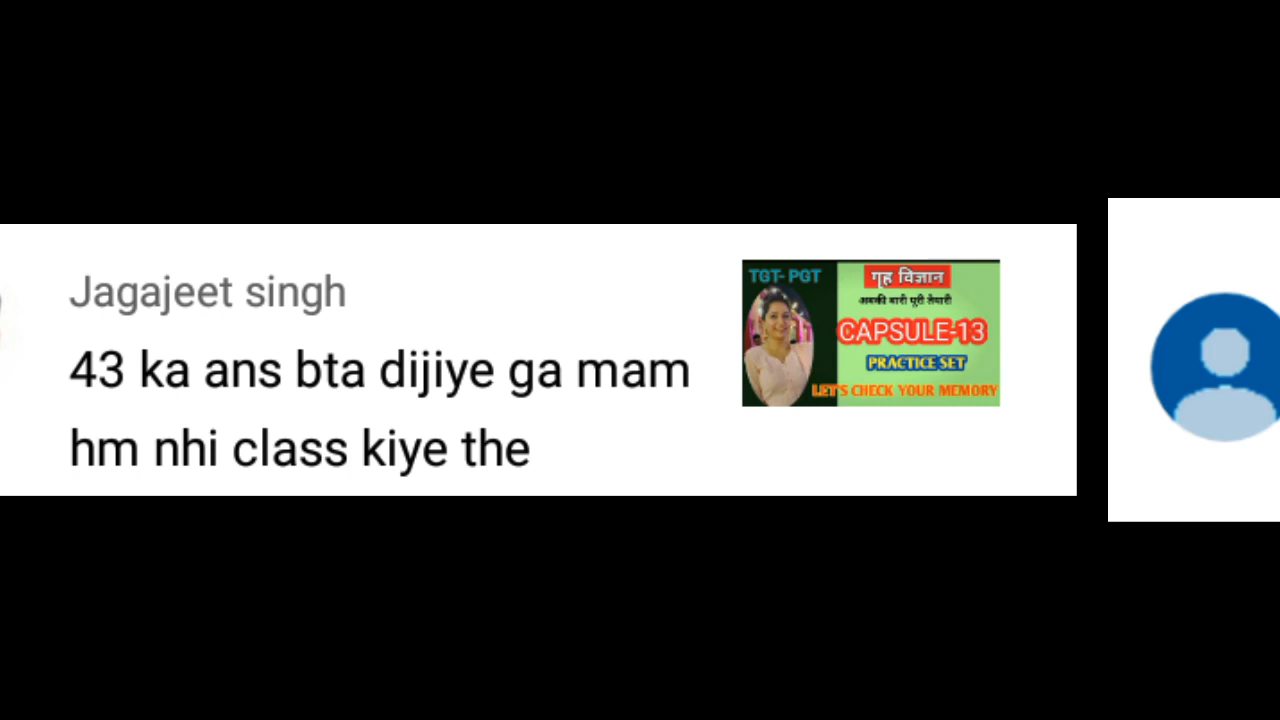 Jagajeet singh
43 ka ans bta dijiye ga mam
hm nhi class kiye the
TGT- PGT
गृह विज्ञान
अबकी बारी पूरी तैयारी
CAPSULE-13
PRACTICE SET
LET'S CHECK YOUR MEMORY